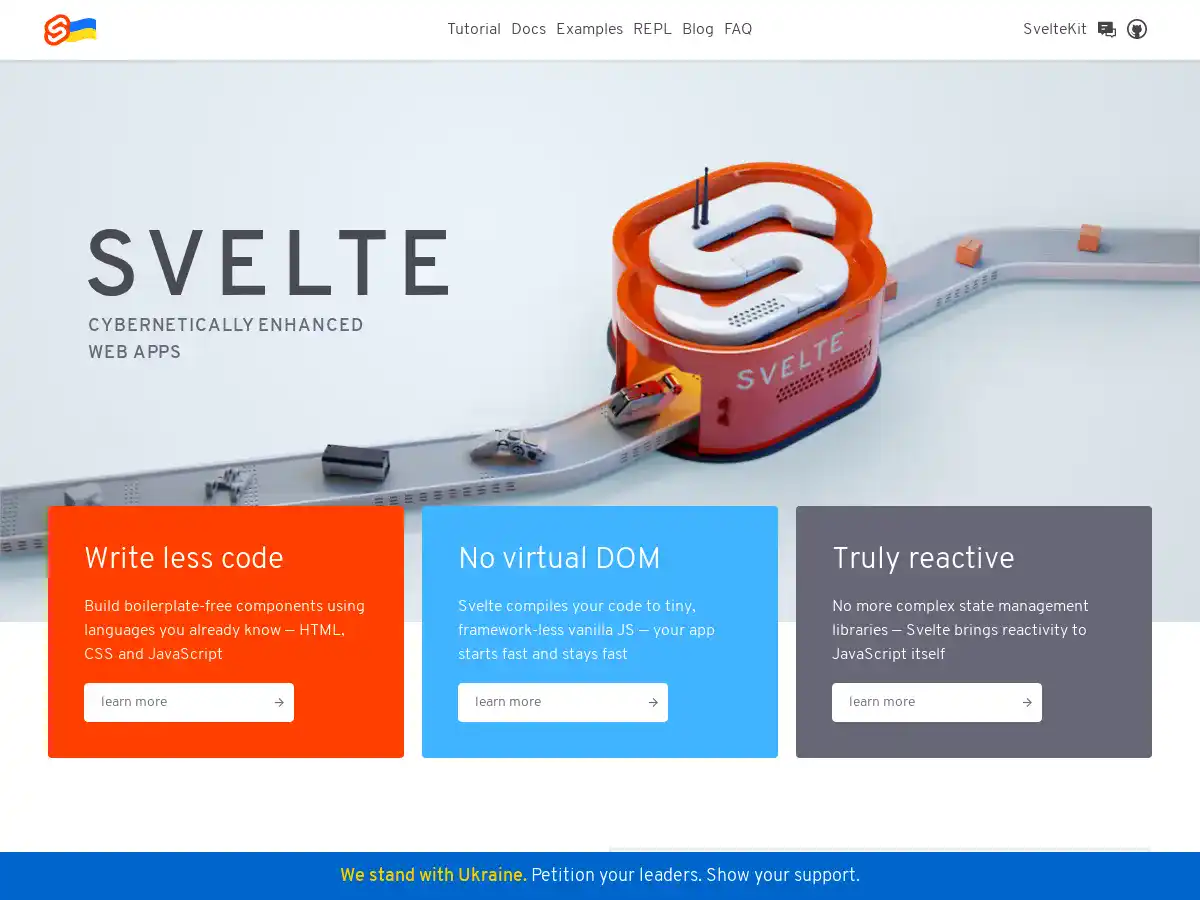 Tutorial Docs Examples REPL Blog FAQ
SvelteKit
SVELTE
CYBERNETICALLY ENHANCED
WEB APPS
SVELTE
Write less code
Build boilerplate-free components using
languages you already know — HTML,
CSS and JavaScript
learn more
No virtual DOM
Svelte compiles your code to tiny,
framework-less vanilla JS — your app
starts fast and stays fast
learn more
Truly reactive
No more complex state management
libraries — Svelte brings reactivity to
JavaScript itself
learn more
We stand with Ukraine. Petition your leaders. Show your support.